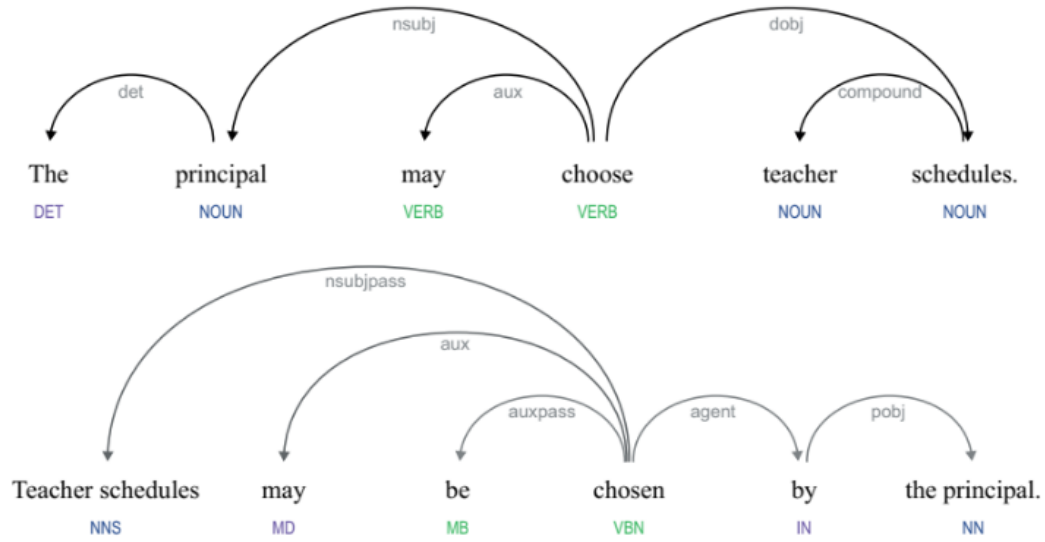 nsubj dobj
det aux compound
The principal may choose teacher schedules.
DET NOUN VERB VERB NOUN NOUN
nsubjpass
aux
auxpass agent pobj
Teacher schedules may be chosen by the principal.
NNS MD MB VBN IN NN